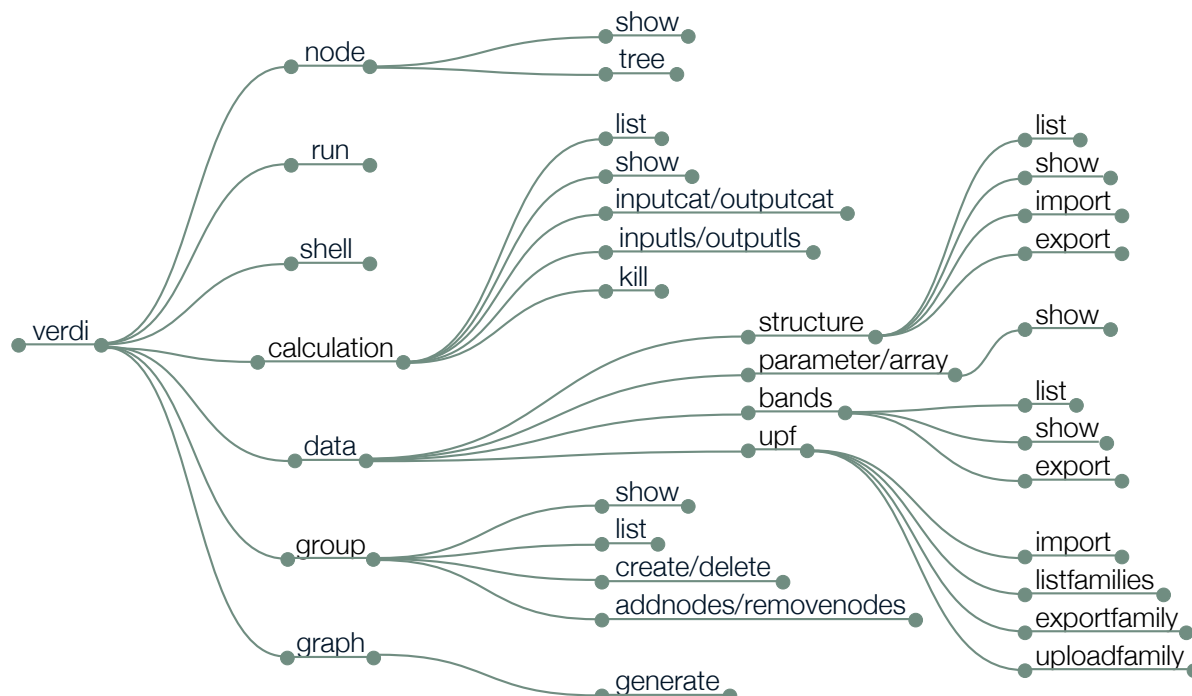 verdi
node
show
tree
run
shell
calculation
list
show
inputcat/outputcat
inputls/outputls
kill
data
structure
list
show
import
export
parameter/array
show
bands
list
show
export
upf
import
listfamilies
exportfamily
uploadfamily
group
show
list
create/delete
addnodes/removenodes
graph
generate